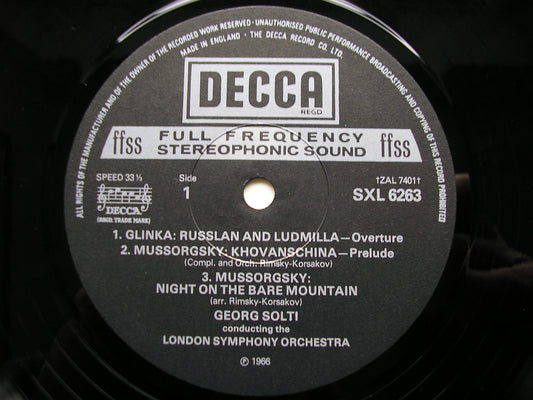 ALL RIGHTS OF THE MANUFACTURER AND OF THE OWNER OF THE RECORDED WORK RESERVED · UNAUTHORISED PUBLIC PERFORMANCE BROADCASTING AND COPYING OF THIS RECORD PROHIBITED
MADE IN ENGLAND · THE DECCA RECORD CO. LTD.
DECCA
REGD
ffss FULL FREQUENCY STEREOPHONIC SOUND ffss
SPEED 33⅓
DECCA
(REGD. TRADE MARK)
Side
1
1ZAL 7401T
SXL 6263
1. GLINKA: RUSSLAN AND LUDMILLA—Overture
2. MUSSORGSKY: KHOVANSCHINA—Prelude
(Compl. and Orch. Rimsky-Korsakov)
3. MUSSORGSKY:
NIGHT ON THE BARE MOUNTAIN
(arr. Rimsky-Korsakov)
GEORG SOLTI
conducting the
LONDON SYMPHONY ORCHESTRA
℗ 1966